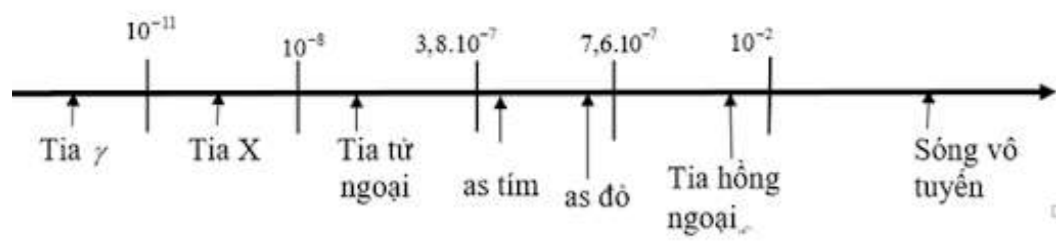 10⁻¹¹
10⁻⁸
3,8.10⁻⁷
7,6.10⁻⁷
10⁻²
Tia γ
Tia X
Tia tử
ngoại
as tím
as đỏ
Tia hồng
ngoại
Sóng vô
tuyến